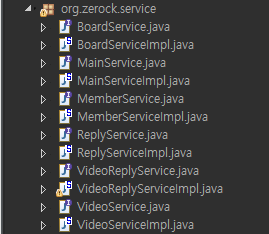 org.zerock.service
BoardService.java
BoardServiceImpl.java
MainService.java
MainServiceImpl.java
MemberService.java
MemberServiceImpl.java
ReplyService.java
ReplyServiceImpl.java
VideoReplyService.java
VideoReplyServiceImpl.java
VideoService.java
VideoServiceImpl.java